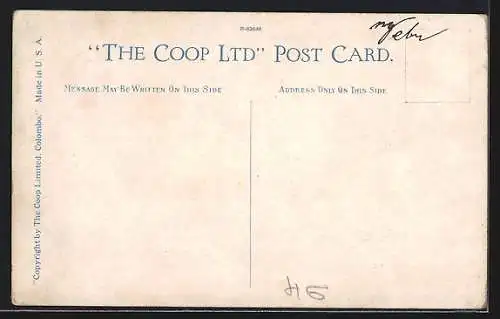 "THE COOP LTD" POST CARD.
MESSAGE MAY BE WRITTEN ON THIS SIDE
ADDRESS ONLY ON THIS SIDE
"Copyright by The Coop Limited, Colombo." Made in U. S. A.